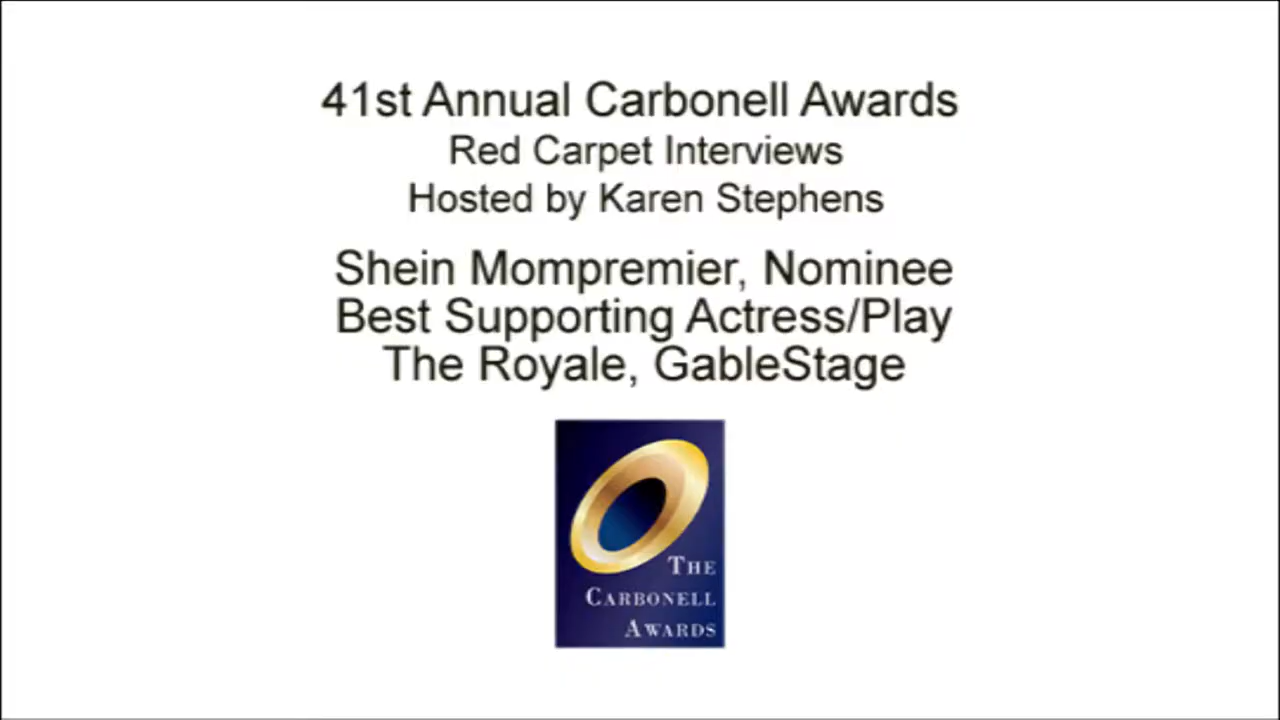 41st Annual Carbonell Awards
Red Carpet Interviews
Hosted by Karen Stephens
Shein Mompremier, Nominee
Best Supporting Actress/Play
The Royale, GableStage
THE
CARBONELL
AWARDS